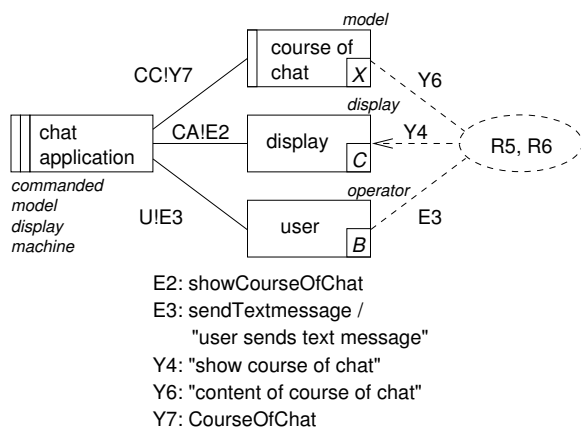 model
course of
chat
X
CC!Y7
Y6
display
chat
application
CA!E2
display
C
Y4
R5, R6
commanded
model
display
machine
operator
U!E3
user
B
E3
E2: showCourseOfChat
E3: sendTextmessage /
"user sends text message"
Y4: "show course of chat"
Y6: "content of course of chat"
Y7: CourseOfChat